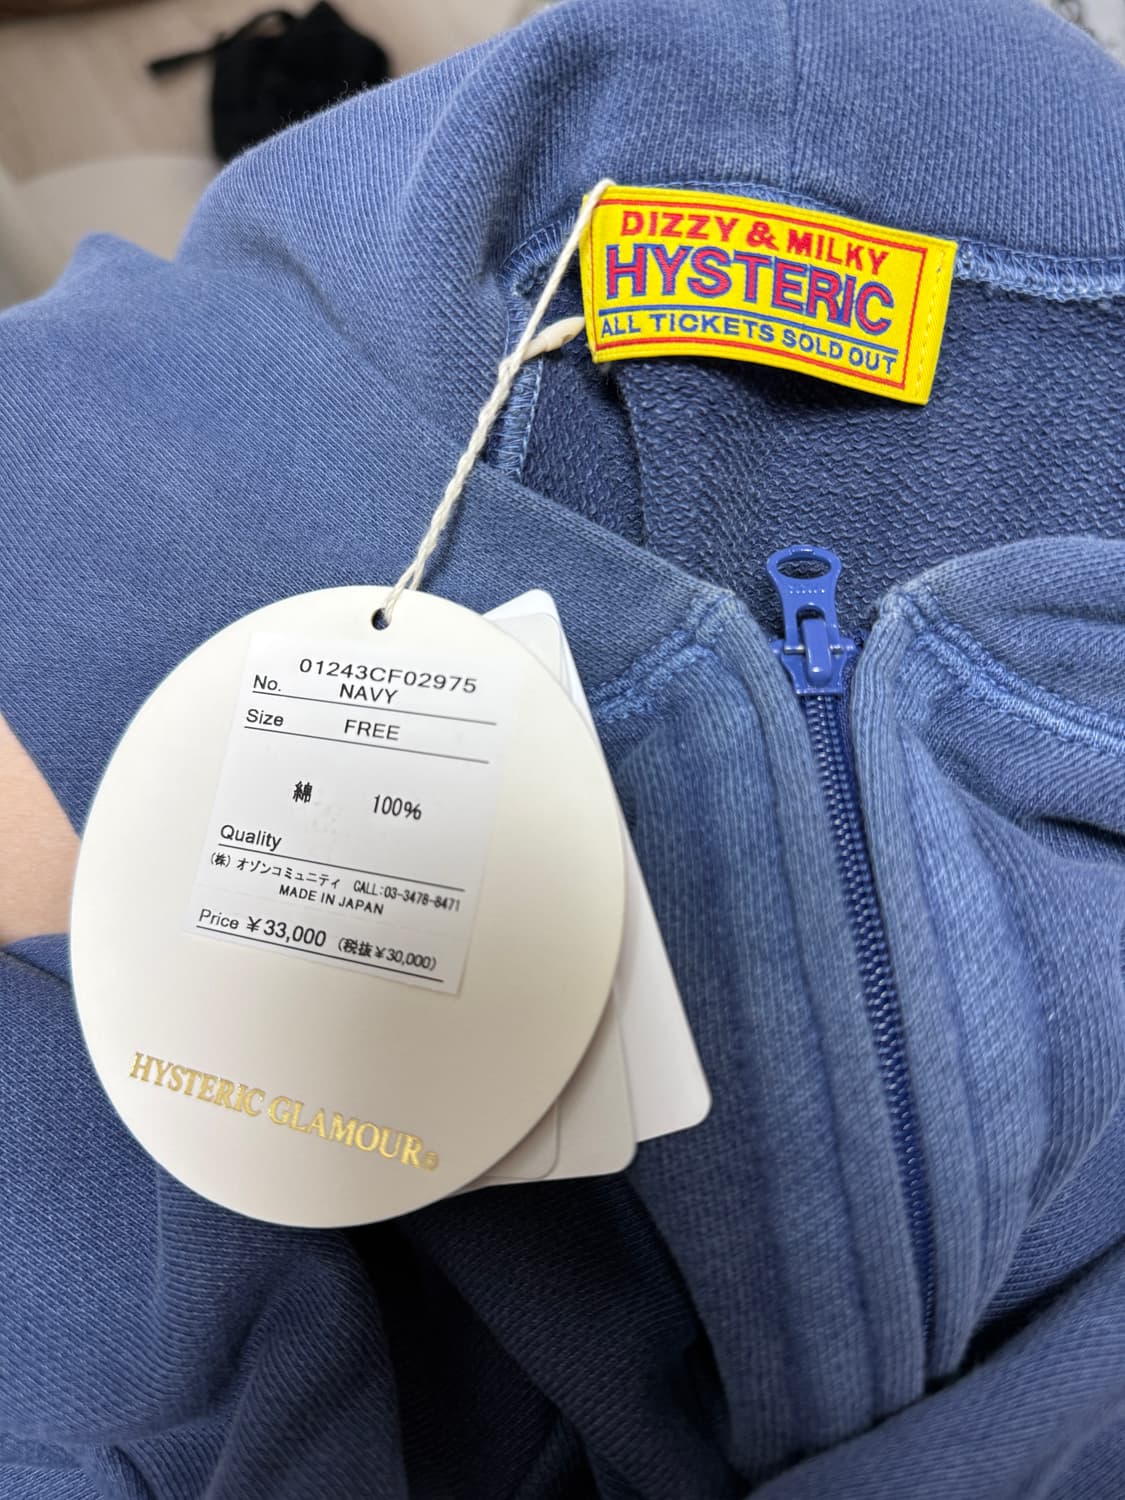 DIZZY & MILKY
HYSTERIC
ALL TICKETS SOLD OUT
01243CF02975
No. NAVY
Size FREE
綿 100%
Quality
(株) オゾンコミュニティ CALL:03-3478-8471
MADE IN JAPAN
Price ¥33,000 (税抜¥30,000)
HYSTERIC GLAMOUR®